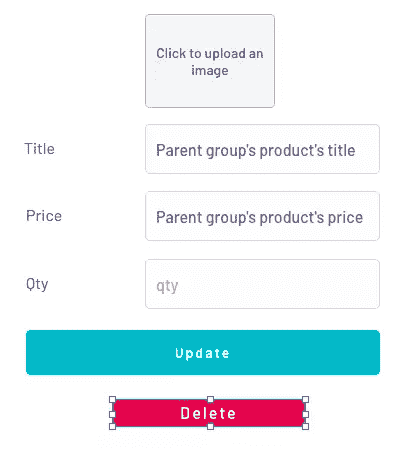 Click to upload an
image
Title
Parent group's product's title
Price
Parent group's product's price
Qty
qty
Update
Delete